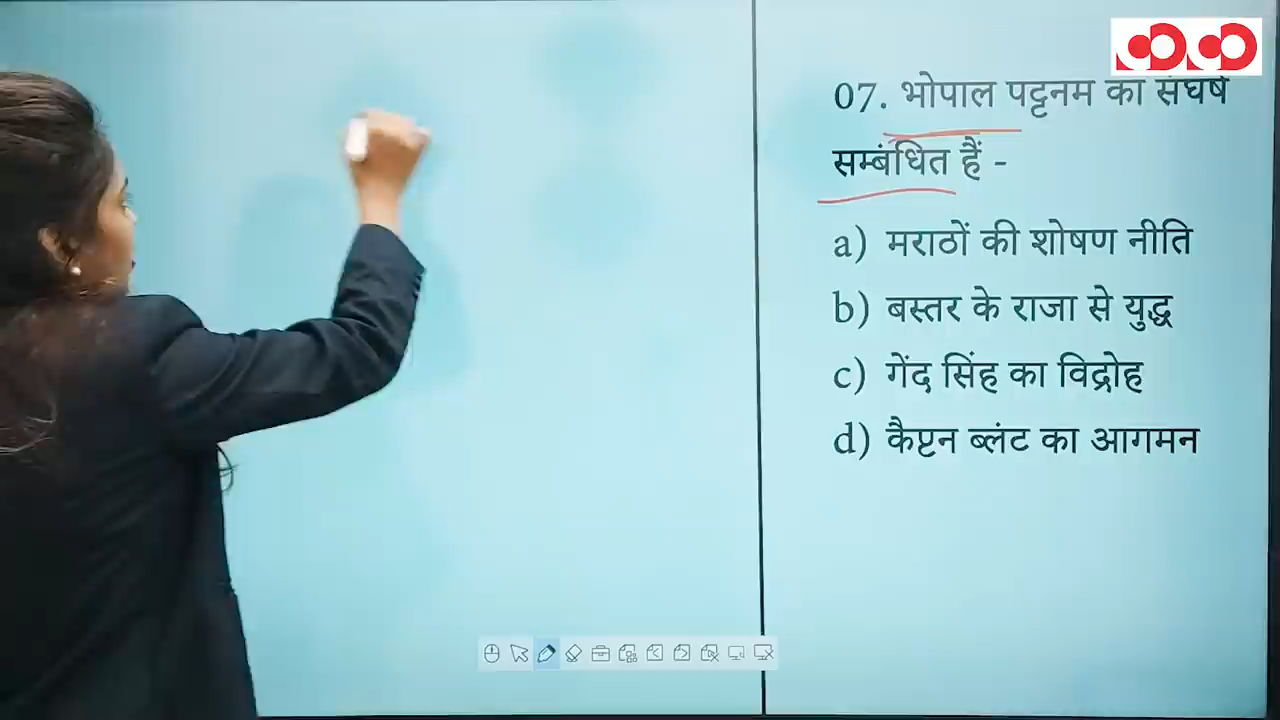 07. भोपाल पट्टनम का संघर्ष
सम्बंधित हैं -
a) मराठों की शोषण नीति
b) बस्तर के राजा से युद्ध
c) गेंद सिंह का विद्रोह
d) कैप्टन ब्लंट का आगमन